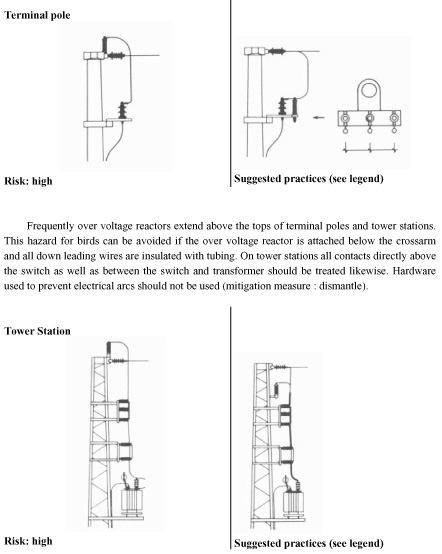 Terminal pole
Risk: high
Suggested practices (see legend)
Frequently over voltage reactors extend above the tops of terminal poles and tower stations.
This hazard for birds can be avoided if the over voltage reactor is attached below the crossarm
and all down leading wires are insulated with tubing. On tower stations all contacts directly above
the switch as well as between the switch and transformer should be treated likewise. Hardware
used to prevent electrical arcs should not be used (mitigation measure : dismantle).
Tower Station
Risk: high
Suggested practices (see legend)